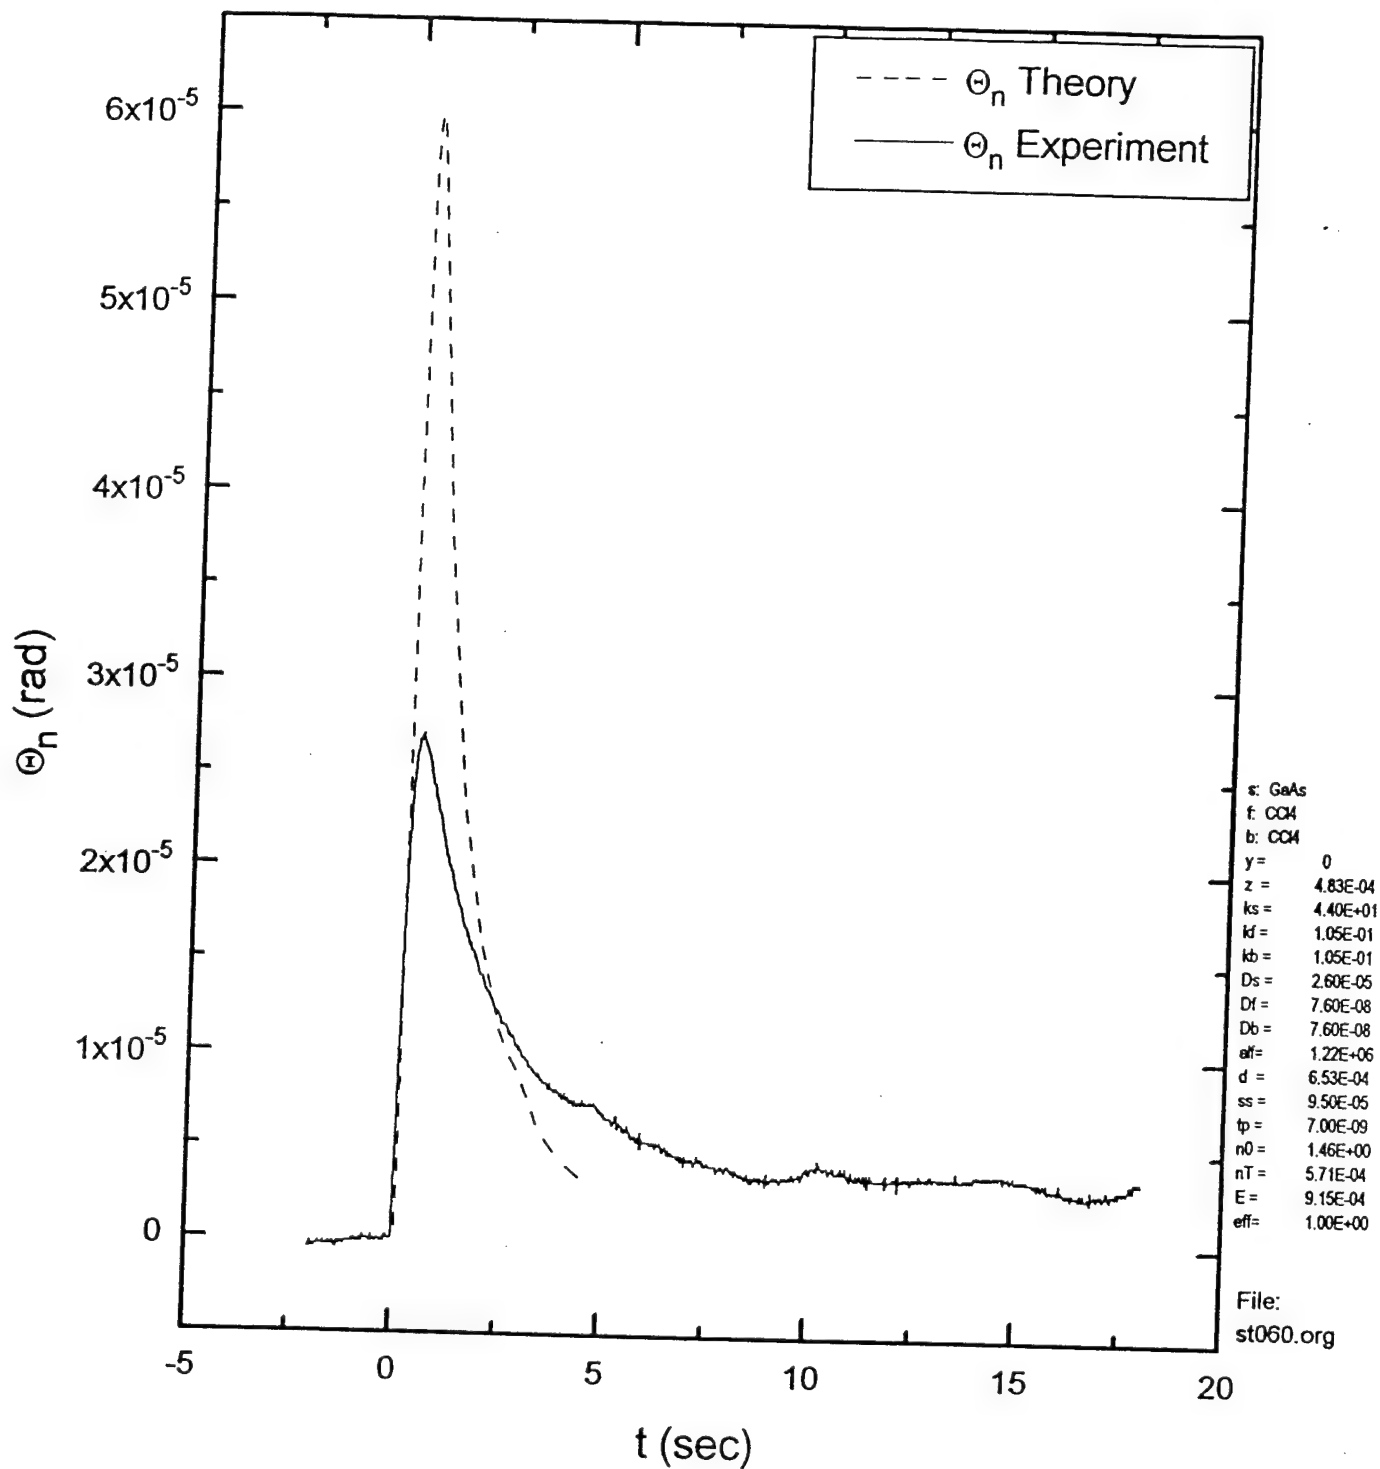 Θn Theory
Θn Experiment
6x10-5
5x10-5
4x10-5
3x10-5
2x10-5
1x10-5
0
Θn (rad)
-5 0 5 10 15 20
t (sec)
s: GaAs
f: CCl4
b: CCl4
y = 0
z = 4.83E-04
ks = 4.40E+01
kf = 1.05E-01
kb = 1.05E-01
Ds = 2.60E-05
Df = 7.60E-08
Db = 7.60E-08
alf= 1.22E+06
d = 6.53E-04
ss = 9.50E-05
tp = 7.00E-09
n0 = 1.46E+00
nT = 5.71E-04
E = 9.15E-04
eff= 1.00E+00
File:
st060.org